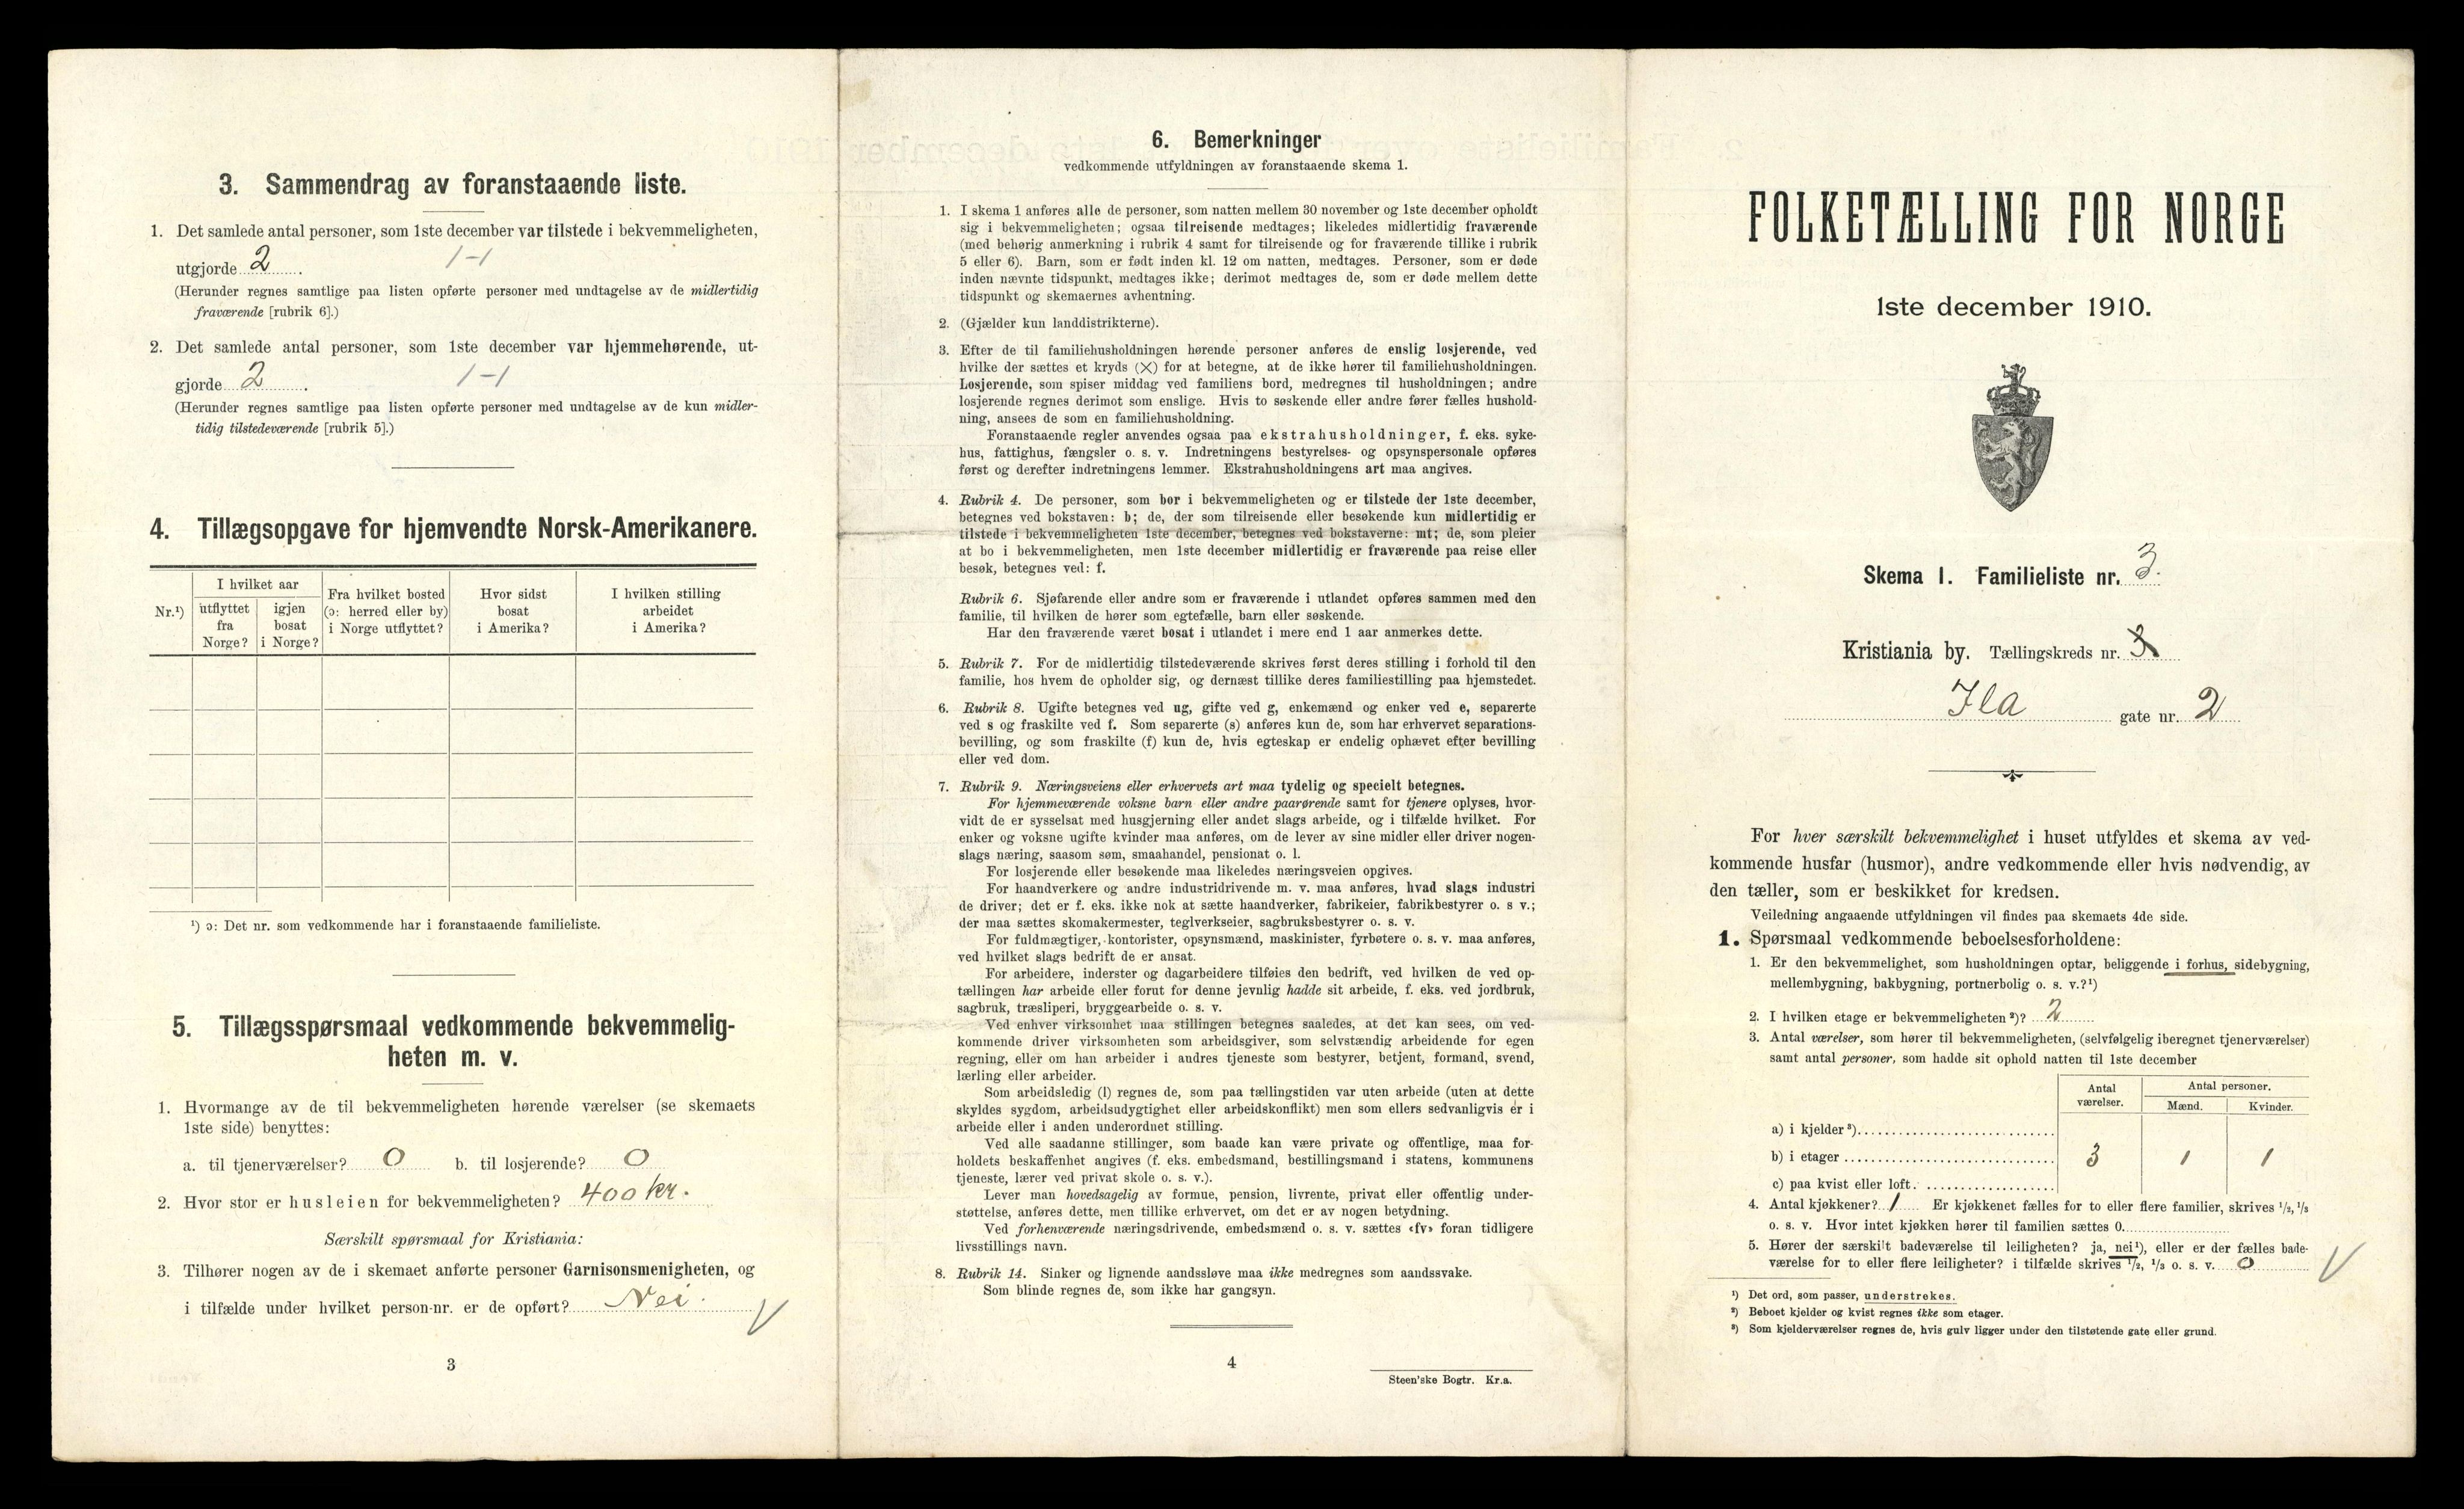 3. Sammendrag av foranstaaende liste.
1. Det samlede antal personer, som 1ste december var tilstede i bekvemmeligheten,
utgjorde 2. 1-1
(Herunder regnes samtlige paa listen opførte personer med undtagelse av de midlertidig
fraværende [rubrik 6].)
2. Det samlede antal personer, som 1ste december var hjemmehørende, ut-
gjorde 2. 1-1
(Herunder regnes samtlige paa listen opførte personer med undtagelse av de kun midler-
tidig tilstedeværende [rubrik 5].)
4. Tillægsopgave for hjemvendte Norsk-Amerikanere.
Nr.¹)
I hvilket aar
utflyttet fra Norge?
igjen bosat i Norge?
Fra hvilket bosted (ɔ: herred eller by) i Norge utflyttet?
Hvor sidst bosat i Amerika?
I hvilken stilling arbeidet i Amerika?
¹) ɔ: Det nr. som vedkommende har i foranstaaende familieliste.
5. Tillægsspørsmaal vedkommende bekvemmelig-
heten m. v.
1. Hvormange av de til bekvemmeligheten hørende værelser (se skemaets
1ste side) benyttes:
a. til tjenerværelser? 0 b. til losjerende? 0
2. Hvor stor er husleien for bekvemmeligheten? 400 kr.
Særskilt spørsmaal for Kristiania:
3. Tilhører nogen av de i skemaet anførte personer Garnisonsmenigheten, og
i tilfælde under hvilket person-nr. er de opført? Nei.
3
6. Bemerkninger
vedkommende utfyldningen av foranstaaende skema 1.
1. I skema 1 anføres alle de personer, som natten mellem 30 november og 1ste december opholdt
sig i bekvemmeligheten; ogsaa tilreisende medtages; likeledes midlertidig fraværende
(med behørig anmerkning i rubrik 4 samt for tilreisende og for fraværende tillike i rubrik
5 eller 6). Barn, som er født inden kl. 12 om natten, medtages. Personer, som er døde
inden nævnte tidspunkt, medtages ikke; derimot medtages de, som er døde mellem dette
tidspunkt og skemaernes avhentning.
2. (Gjælder kun landdistrikterne).
3. Efter de til familiehusholdningen hørende personer anføres de enslig losjerende, ved
hvilke der sættes et kryds (×) for at betegne, at de ikke hører til familiehusholdningen.
Losjerende, som spiser middag ved familiens bord, medregnes til husholdningen; andre
losjerende regnes derimot som enslige. Hvis to søskende eller andre fører fælles hushold-
ning, ansees de som en familiehusholdning.
Foranstaaende regler anvendes ogsaa paa ekstrahusholdninger, f. eks. syke-
hus, fattighus, fængsler o. s. v. Indretningens bestyrelses- og opsynspersonale opføres
først og derefter indretningens lemmer. Ekstrahusholdningens art maa angives.
4. Rubrik 4. De personer, som bor i bekvemmeligheten og er tilstede der 1ste december,
betegnes ved bokstaven: b; de, der som tilreisende eller besøkende kun midlertidig er
tilstede i bekvemmeligheten 1ste december, betegnes ved bokstaverne: mt; de, som pleier
at bo i bekvemmeligheten, men 1ste december midlertidig er fraværende paa reise eller
besøk, betegnes ved: f.
Rubrik 6. Sjøfarende eller andre som er fraværende i utlandet opføres sammen med den
familie, til hvilken de hører som egtefælle, barn eller søskende.
Har den fraværende været bosat i utlandet i mere end 1 aar anmerkes dette.
5. Rubrik 7. For de midlertidig tilstedeværende skrives først deres stilling i forhold til den
familie, hos hvem de opholder sig, og dernæst tillike deres familiestilling paa hjemstedet.
6. Rubrik 8. Ugifte betegnes ved ug, gifte ved g, enkemænd og enker ved e, separerte
ved s og fraskilte ved f. Som separerte (s) anføres kun de, som har erhvervet separations-
bevilling, og som fraskilte (f) kun de, hvis egteskap er endelig ophævet efter bevilling
eller ved dom.
7. Rubrik 9. Næringsveiens eller erhvervets art maa tydelig og specielt betegnes.
For hjemmeværende voksne barn eller andre paarørende samt for tjenere oplyses, hvor-
vidt de er sysselsat med husgjerning eller andet slags arbeide, og i tilfælde hvilket. For
enker og voksne ugifte kvinder maa anføres, om de lever av sine midler eller driver nogen-
slags næring, saasom søm, smaahandel, pensionat o. l.
For losjerende eller besøkende maa likeledes næringsveien opgives.
For haandverkere og andre industridrivende m. v. maa anføres, hvad slags industri
de driver; det er f. eks. ikke nok at sætte haandverker, fabrikeier, fabrikbestyrer o. s v.;
der maa sættes skomakermester, teglverkseier, sagbruksbestyrer o. s. v.
For fuldmægtiger, kontorister, opsynsmænd, maskinister, fyrbøtere o. s. v. maa anføres,
ved hvilket slags bedrift de er ansat.
For arbeidere, inderster og dagarbeidere tilføies den bedrift, ved hvilken de ved op-
tællingen har arbeide eller forut for denne jevnlig hadde sit arbeide, f. eks. ved jordbruk,
sagbruk, træsliperi, bryggearbeide o. s. v.
Ved enhver virksomhet maa stillingen betegnes saaledes, at det kan sees, om ved-
kommende driver virksomheten som arbeidsgiver, som selvstændig arbeidende for egen
regning, eller om han arbeider i andres tjeneste som bestyrer, betjent, formand, svend,
lærling eller arbeider.
Som arbeidsledig (l) regnes de, som paa tællingstiden var uten arbeide (uten at dette
skyldes sygdom, arbeidsudygtighet eller arbeidskonflikt) men som ellers sedvanligvis er i
arbeide eller i anden underordnet stilling.
Ved alle saadanne stillinger, som baade kan være private og offentlige, maa for-
holdets beskaffenhet angives (f. eks. embedsmand, bestillingsmand i statens, kommunens
tjeneste, lærer ved privat skole o. s. v.).
Lever man hovedsagelig av formue, pension, livrente, privat eller offentlig under-
støttelse, anføres dette, men tillike erhvervet, om det er av nogen betydning.
Ved forhenværende næringsdrivende, embedsmænd o. s. v. sættes «fv» foran tidligere
livsstillings navn.
8. Rubrik 14. Sinker og lignende aandssløve maa ikke medregnes som aandssvake.
Som blinde regnes de, som ikke har gangsyn.
4
Steen'ske Bogtr. Kr.a.
FOLKETÆLLING FOR NORGE
1ste december 1910.
Skema 1. Familieliste nr. 3.
Kristiania by. Tællingskreds nr. 3
Ila gate nr. 2
For hver særskilt bekvemmelighet i huset utfyldes et skema av ved-
kommende husfar (husmor), andre vedkommende eller hvis nødvendig, av
den tæller, som er beskikket for kredsen.
Veiledning angaaende utfyldningen vil findes paa skemaets 4de side.
1. Spørsmaal vedkommende beboelsesforholdene:
1. Er den bekvemmelighet, som husholdningen optar, beliggende i forhus, sidebygning,
mellembygning, bakbygning, portnerbolig o. s. v.?¹)
2. I hvilken etage er bekvemmeligheten²)? 2
3. Antal værelser, som hører til bekvemmeligheten, (selvfølgelig iberegnet tjenerværelser)
samt antal personer, som hadde sit ophold natten til 1ste december
Antal værelser.
Antal personer.
Mænd. Kvinder.
a) i kjelder³)
b) i etager 3 1 1
c) paa kvist eller loft.
4. Antal kjøkkener? 1 Er kjøkkenet fælles for to eller flere familier, skrives ¹/₂, ¹/₃
o. s. v. Hvor intet kjøkken hører til familien sættes 0.
5. Hører der særskilt badeværelse til leiligheten? ja, nei¹), eller er der fælles bade-
værelse for to eller flere leiligheter? i tilfælde skrives ¹/₂, ¹/₃ o. s. v. 0
¹) Det ord, som passer, understrekes.
²) Beboet kjelder og kvist regnes ikke som etager.
³) Som kjelderværelser regnes de, hvis gulv ligger under den tilstøtende gate eller grund.